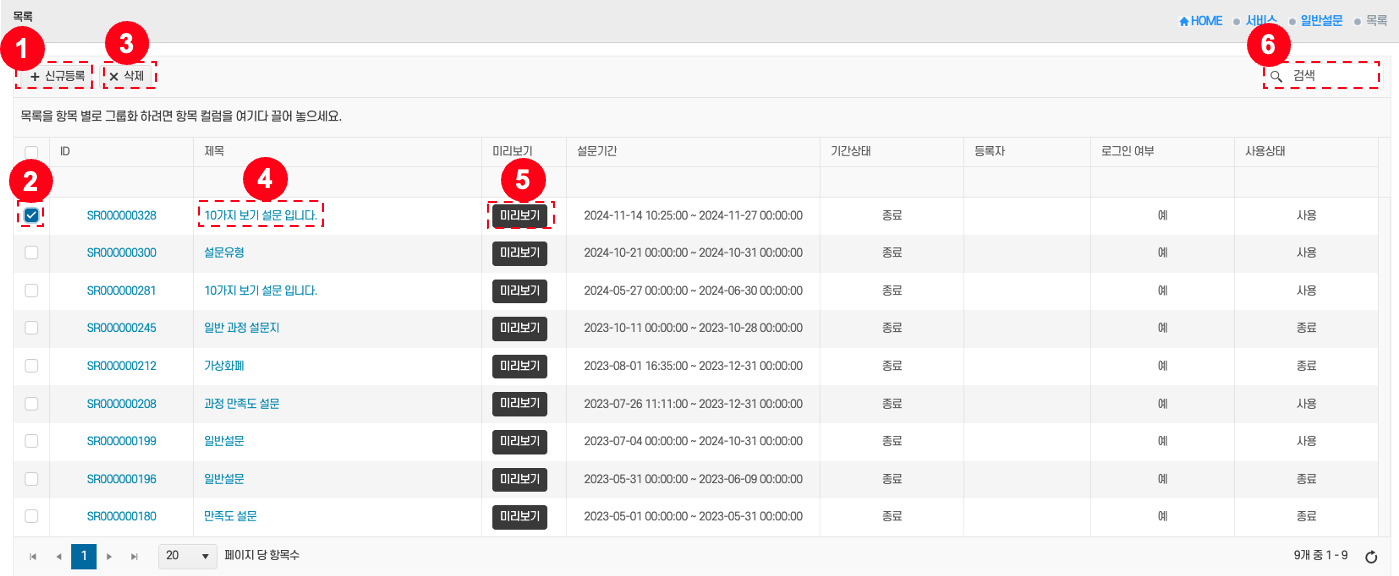 목록
HOME 서비스 일반설문 목록
1 3 6
신규등록 삭제 검색
목록을 항목 별로 그룹화 하려면 항목 컬럼을 여기다 끌어 놓으세요.
ID 제목 미리보기 설문기간 기간상태 등록자 로그인 여부 사용상태
2 4 5
SR000000328 10가지 보기 설문 입니다. 미리보기 2024-11-14 10:25:00 ~ 2024-11-27 00:00:00 종료 예 사용
SR000000300 설문유형 미리보기 2024-10-21 00:00:00 ~ 2024-10-31 00:00:00 종료 예 사용
SR000000281 10가지 보기 설문 입니다. 미리보기 2024-05-27 00:00:00 ~ 2024-06-30 00:00:00 종료 예 사용
SR000000245 일반 과정 설문지 미리보기 2023-10-11 00:00:00 ~ 2023-10-28 00:00:00 종료 예 종료
SR000000212 가상화폐 미리보기 2023-08-01 16:35:00 ~ 2023-12-31 00:00:00 종료 예 종료
SR000000208 과정 만족도 설문 미리보기 2023-07-26 11:11:00 ~ 2023-12-31 00:00:00 종료 예 사용
SR000000199 일반설문 미리보기 2023-07-04 00:00:00 ~ 2024-10-31 00:00:00 종료 예 사용
SR000000196 일반설문 미리보기 2023-05-31 00:00:00 ~ 2023-06-09 00:00:00 종료 예 종료
SR000000180 만족도 설문 미리보기 2023-05-01 00:00:00 ~ 2023-05-31 00:00:00 종료 예 종료
1 20 페이지 당 항목수 9개 중 1 - 9